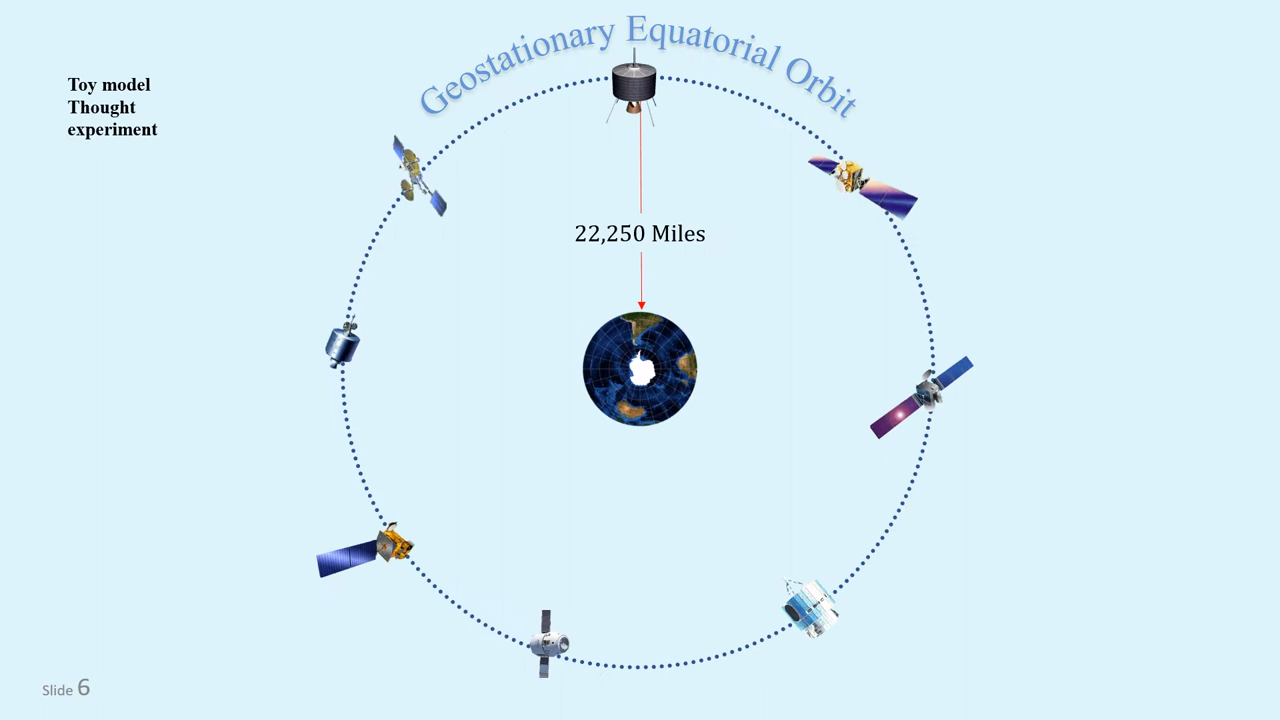 Geostationary Equatorial Orbit
Toy model
Thought
experiment
22,250 Miles
Slide 6